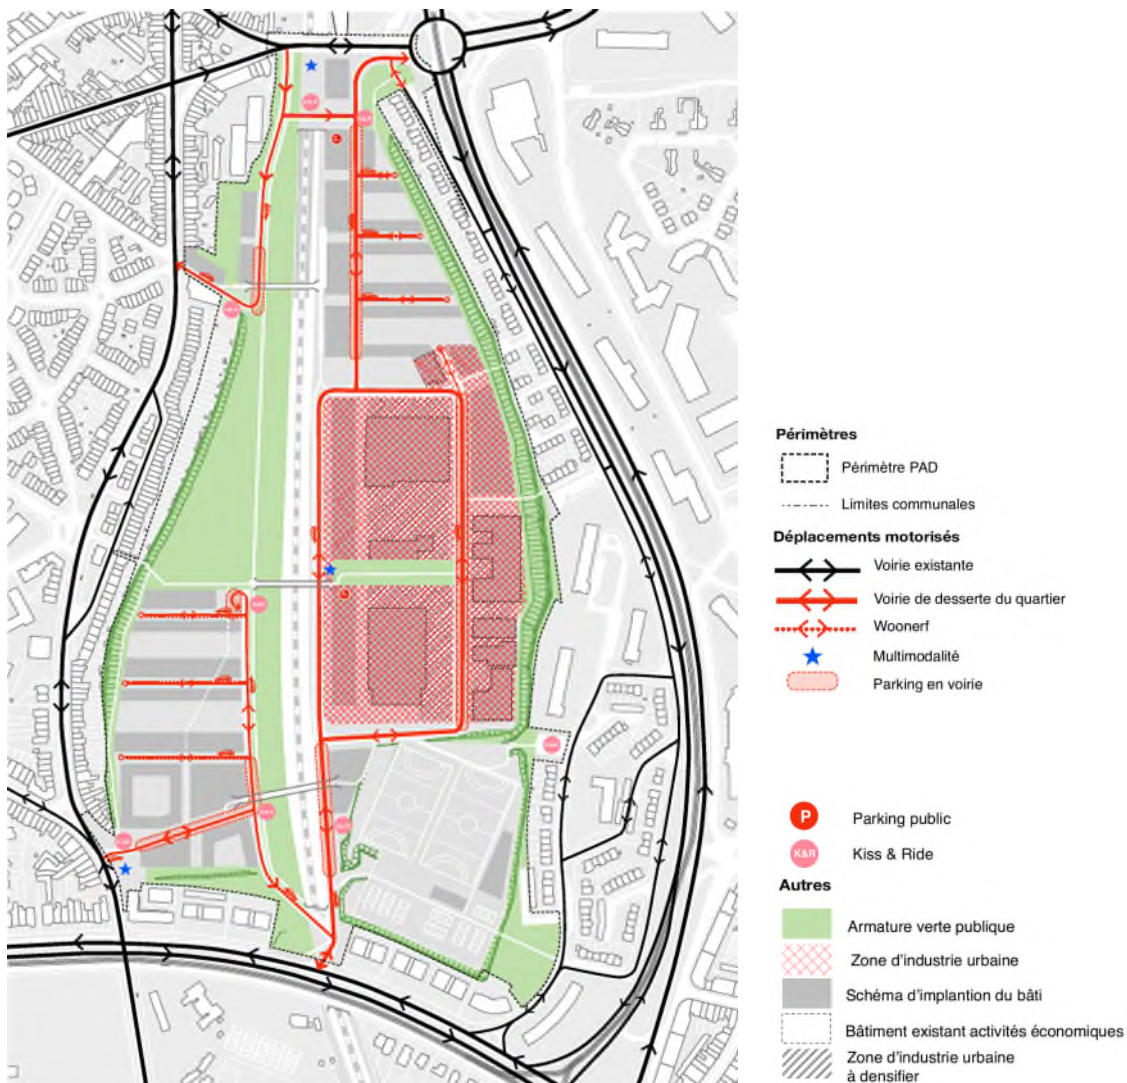 Périmètres
Périmètre PAD
Limites communales
Déplacements motorisés
Voirie existante
Voirie de desserte du quartier
Woonerf
Multimodalité
Parking en voirie
P Parking public
K&R Kiss & Ride
Autres
Armature verte publique
Zone d'industrie urbaine
Schéma d'implantion du bâti
Bâtiment existant activités économiques
Zone d'industrie urbaine
à densifier
K&R